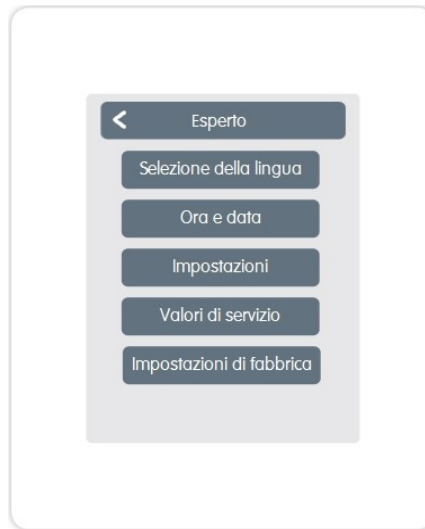 Esperto
Selezione della lingua
Ora e data
Impostazioni
Valori di servizio
Impostazioni di fabbrica